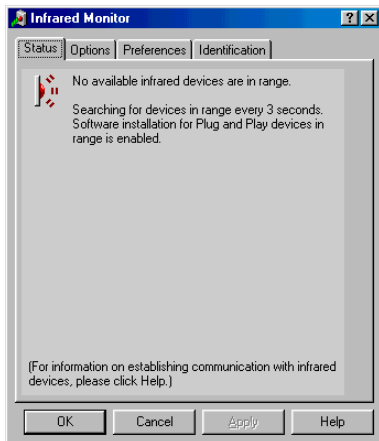 Infrared Monitor
Status Options Preferences Identification
No available infrared devices are in range.
Searching for devices in range every 3 seconds.
Software installation for Plug and Play devices in
range is enabled.
(For information on establishing communication with infrared
devices, please click Help.)
OK Cancel Apply Help